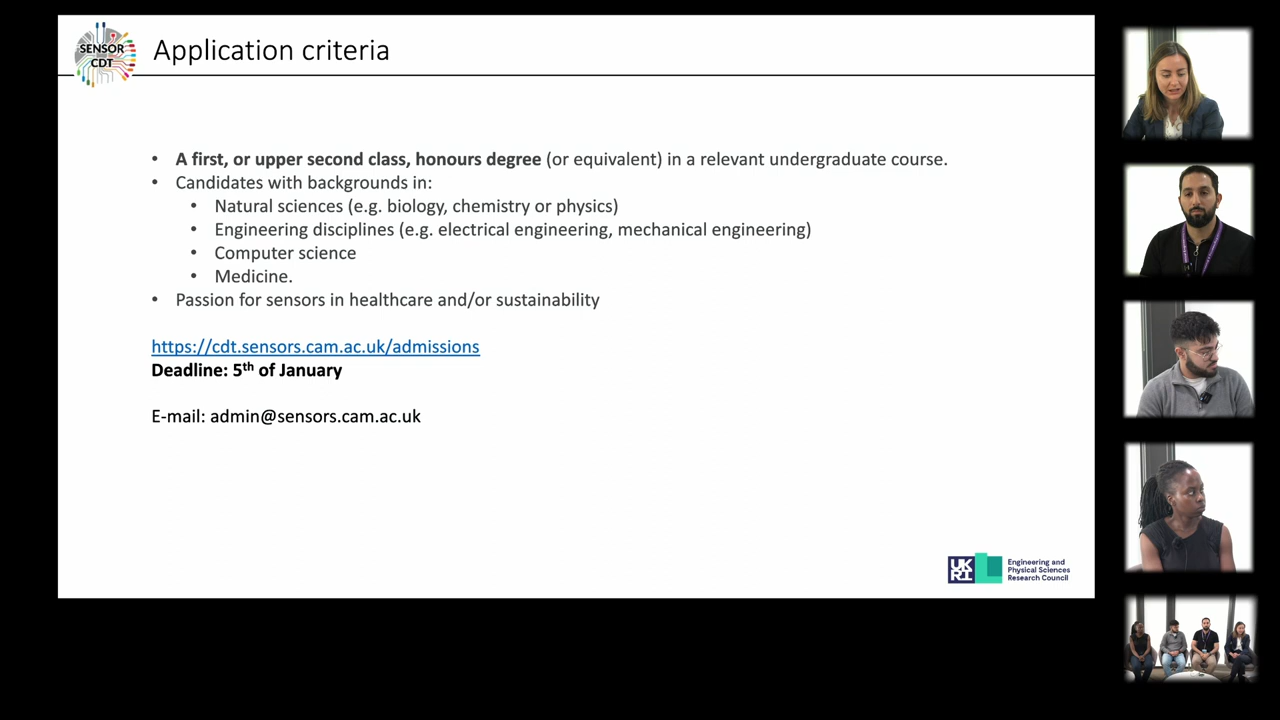 SENSOR
CDT
Application criteria
• A first, or upper second class, honours degree (or equivalent) in a relevant undergraduate course.
• Candidates with backgrounds in:
• Natural sciences (e.g. biology, chemistry or physics)
• Engineering disciplines (e.g. electrical engineering, mechanical engineering)
• Computer science
• Medicine.
• Passion for sensors in healthcare and/or sustainability
https://cdt.sensors.cam.ac.uk/admissions
Deadline: 5th of January
E-mail: admin@sensors.cam.ac.uk
UK
RI
Engineering and
Physical Sciences
Research Council